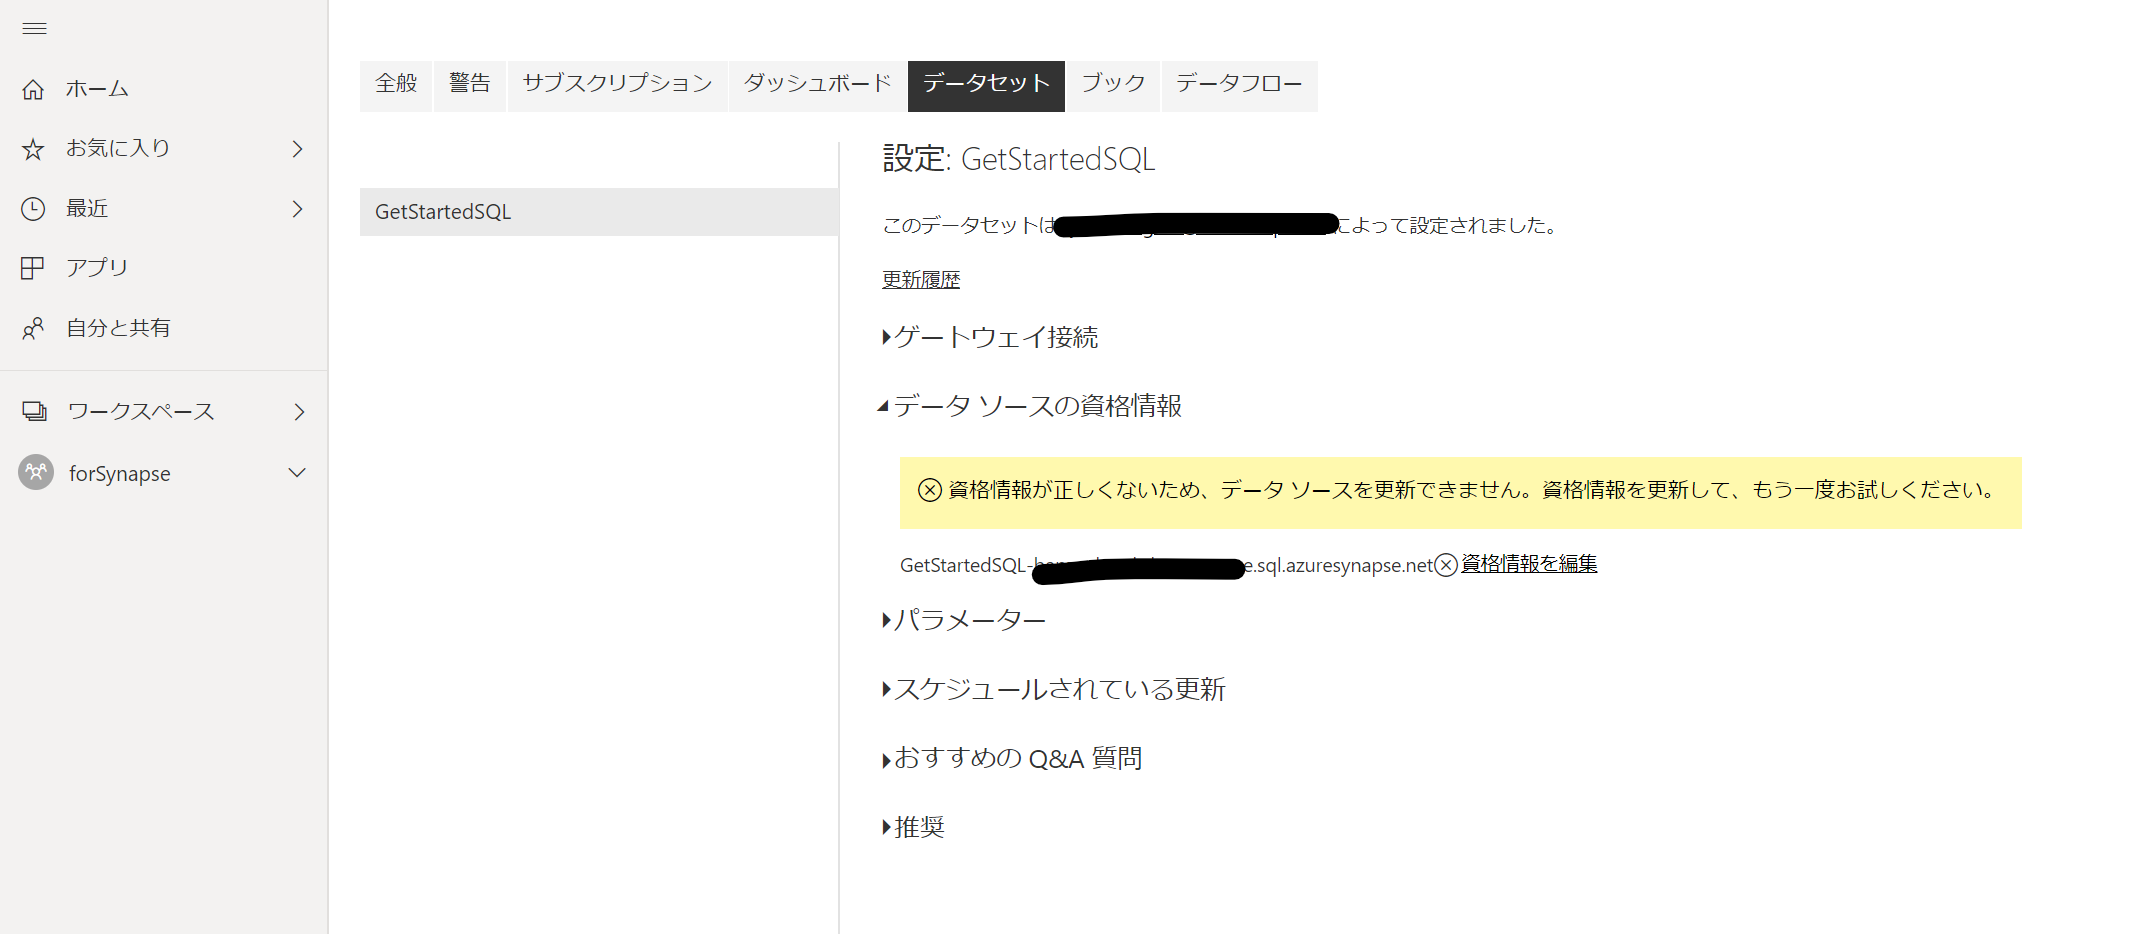 ホーム
お気に入り
最近
アプリ
自分と共有
ワークスペース
forSynapse
全般 警告 サブスクリプション ダッシュボード データセット ブック データフロー
GetStartedSQL
設定: GetStartedSQL
このデータセットは によって設定されました。
更新履歴
ゲートウェイ接続
データ ソースの資格情報
資格情報が正しくないため、データ ソースを更新できません。資格情報を更新して、もう一度お試しください。
GetStartedSQL- e.sql.azuresynapse.net 資格情報を編集
パラメーター
スケジュールされている更新
おすすめの Q&A 質問
推奨